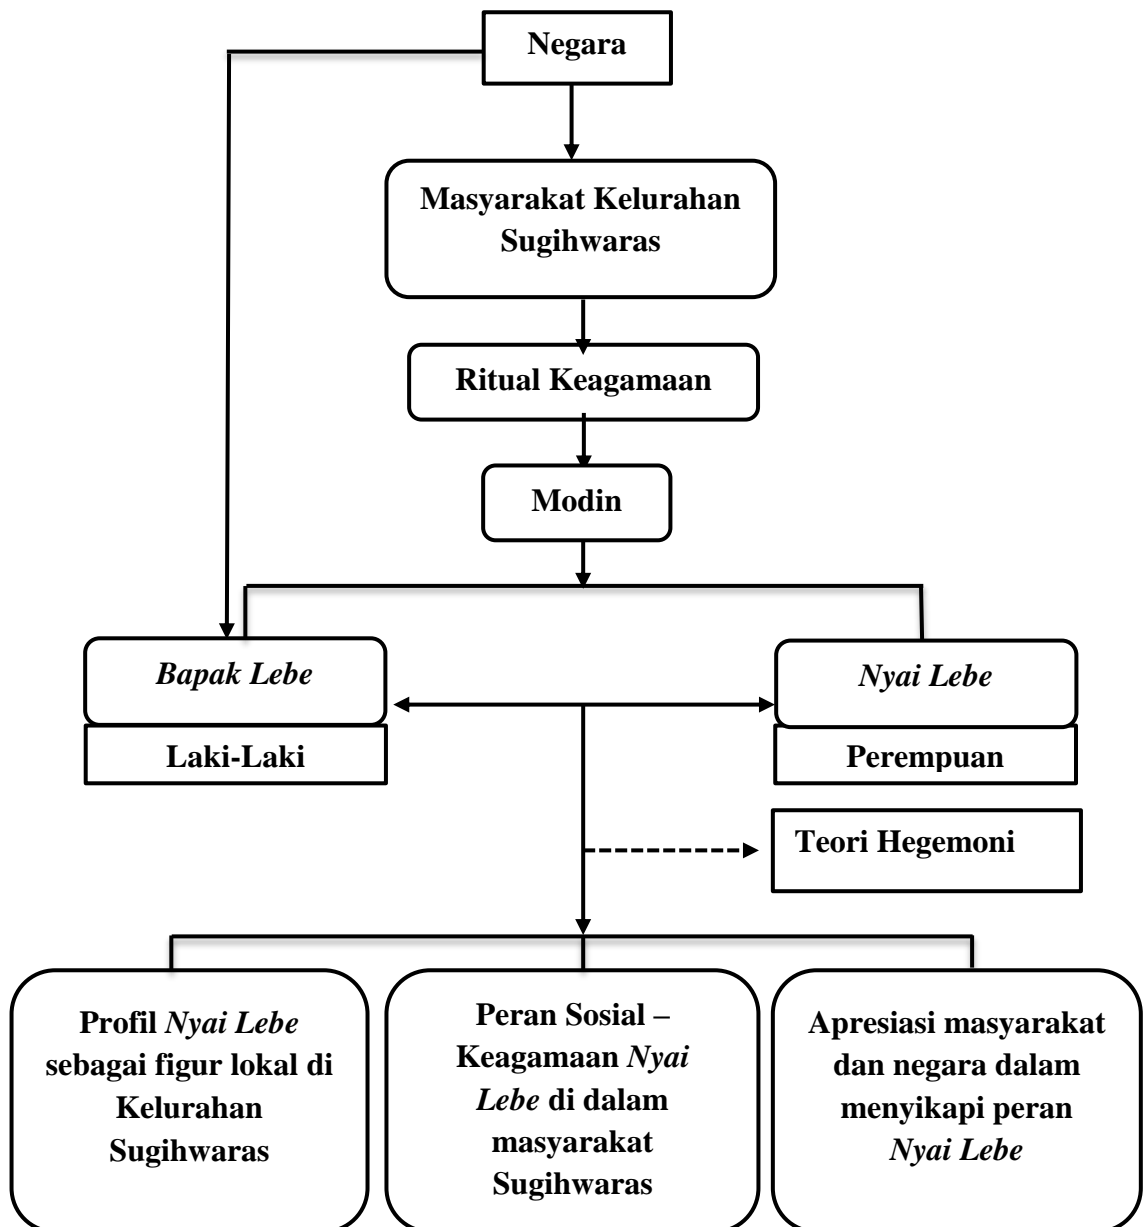 Negara
Masyarakat Kelurahan
Sugihwaras
Ritual Keagamaan
Modin
Bapak Lebe
Laki-Laki
Nyai Lebe
Perempuan
Teori Hegemoni
Profil Nyai Lebe
sebagai figur lokal di
Kelurahan
Sugihwaras
Peran Sosial –
Keagamaan Nyai
Lebe di dalam
masyarakat
Sugihwaras
Apresiasi masyarakat
dan negara dalam
menyikapi peran
Nyai Lebe